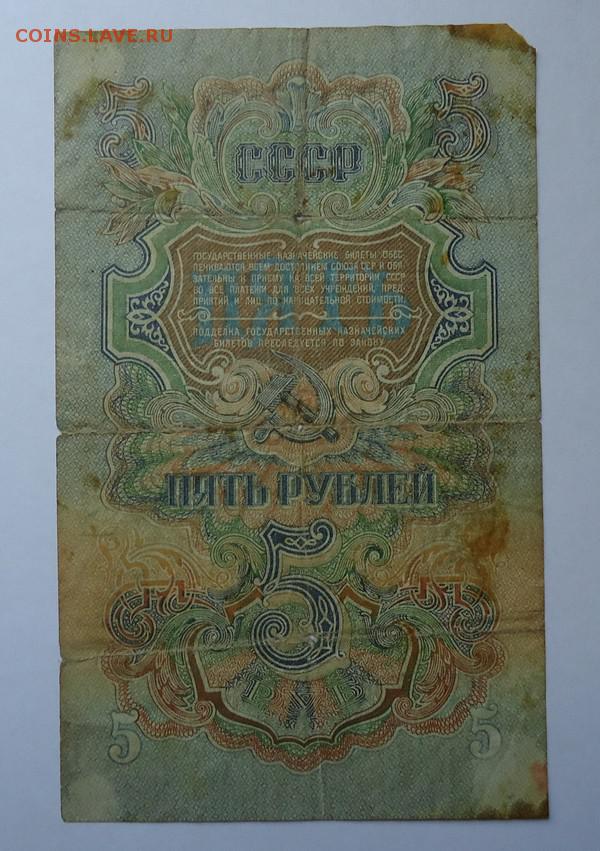 COINS.LAVE.RU
5 5
СССР
ГОСУДАРСТВЕННЫЕ КАЗНАЧЕЙСКИЕ БИЛЕТЫ ОБЕС-
ПЕЧИВАЮТСЯ ВСЕМ ДОСТОЯНИЕМ СОЮЗА ССР И ОБЯ-
ЗАТЕЛЬНЫ К ПРИЕМУ НА ВСЕЙ ТЕРРИТОРИИ СССР
ВО ВСЕ ПЛАТЕЖИ ДЛЯ ВСЕХ УЧРЕЖДЕНИЙ, ПРЕД-
ПРИЯТИЙ И ЛИЦ ПО НАРИЦАТЕЛЬНОЙ СТОИМОСТИ.
ПОДДЕЛКА ГОСУДАРСТВЕННЫХ КАЗНАЧЕЙСКИХ
БИЛЕТОВ ПРЕСЛЕДУЕТСЯ ПО ЗАКОНУ
ПЯТЬ
ПЯТЬ РУБЛЕЙ
5
5 5